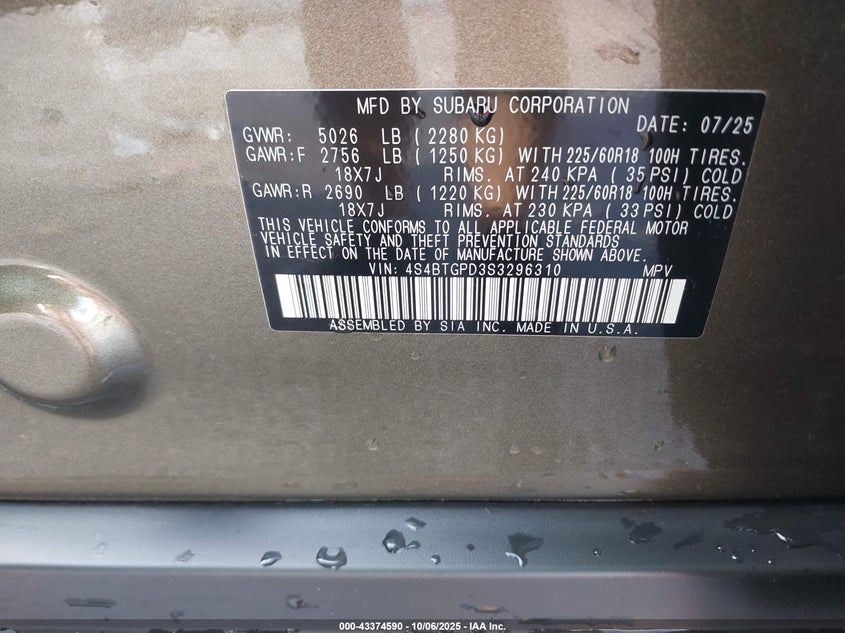 MFD BY SUBARU CORPORATION
DATE: 07/25
GVWR: 5026 LB ( 2280 KG)
GAWR:F 2756 LB ( 1250 KG) WITH 225/60R18 100H TIRES.
18X7J RIMS. AT 240 KPA ( 35 PSI) COLD
GAWR:R 2690 LB ( 1220 KG) WITH 225/60R18 100H TIRES.
18X7J RIMS. AT 230 KPA ( 33 PSI) COLD
THIS VEHICLE CONFORMS TO ALL APPLICABLE FEDERAL MOTOR
VEHICLE SAFETY AND THEFT PREVENTION STANDARDS
IN EFFECT ON THE DATE OF MANUFACTURE SHOWN ABOVE.
VIN: 4S4BTGPD3S3296310 MPV
ASSEMBLED BY SIA INC. MADE IN U.S.A.
000-43374590 - 10/06/2025 - IAA Inc.